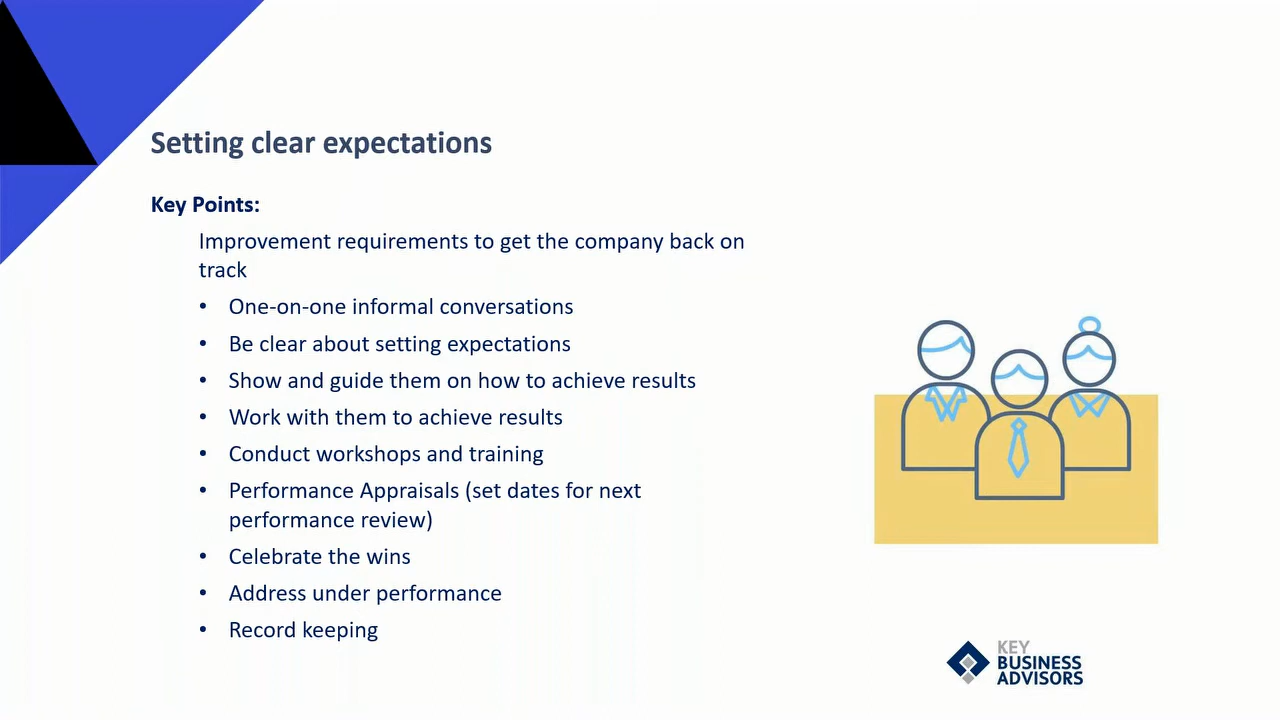 Setting clear expectations
Key Points:
Improvement requirements to get the company back on
track
• One-on-one informal conversations
• Be clear about setting expectations
• Show and guide them on how to achieve results
• Work with them to achieve results
• Conduct workshops and training
• Performance Appraisals (set dates for next
performance review)
• Celebrate the wins
• Address under performance
• Record keeping
KEY
BUSINESS
ADVISORS